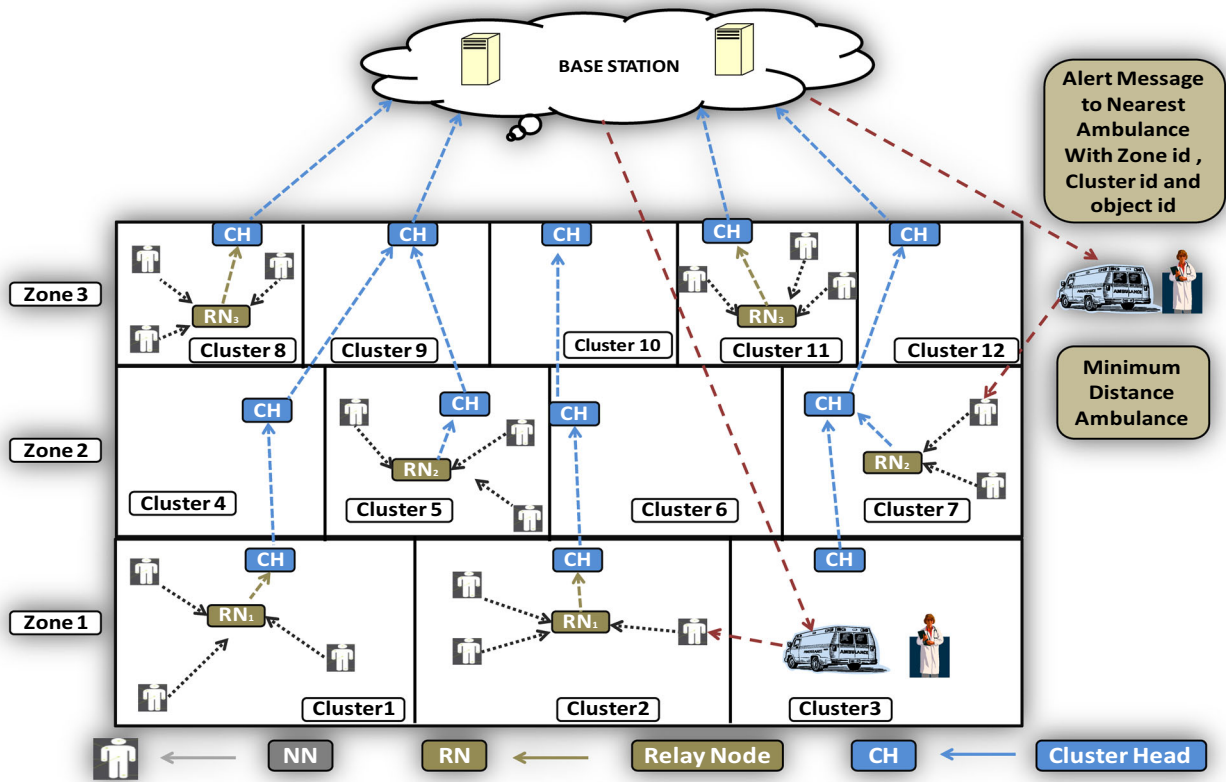 BASE STATION
Alert Message
to Nearest
Ambulance
With Zone id ,
Cluster id and
object id
CH
CH
CH
CH
CH
Zone 3
RN3
RN3
AMBULANCE
Cluster 8
Cluster 9
Cluster 10
Cluster 11
Cluster 12
Minimum
Distance
Ambulance
CH
CH
CH
CH
Zone 2
RN2
RN2
Cluster 4
Cluster 5
Cluster 6
Cluster 7
CH
CH
CH
Zone 1
RN1
RN1
AMBULANCE
Cluster1
Cluster2
Cluster3
NN
RN
Relay Node
CH
Cluster Head